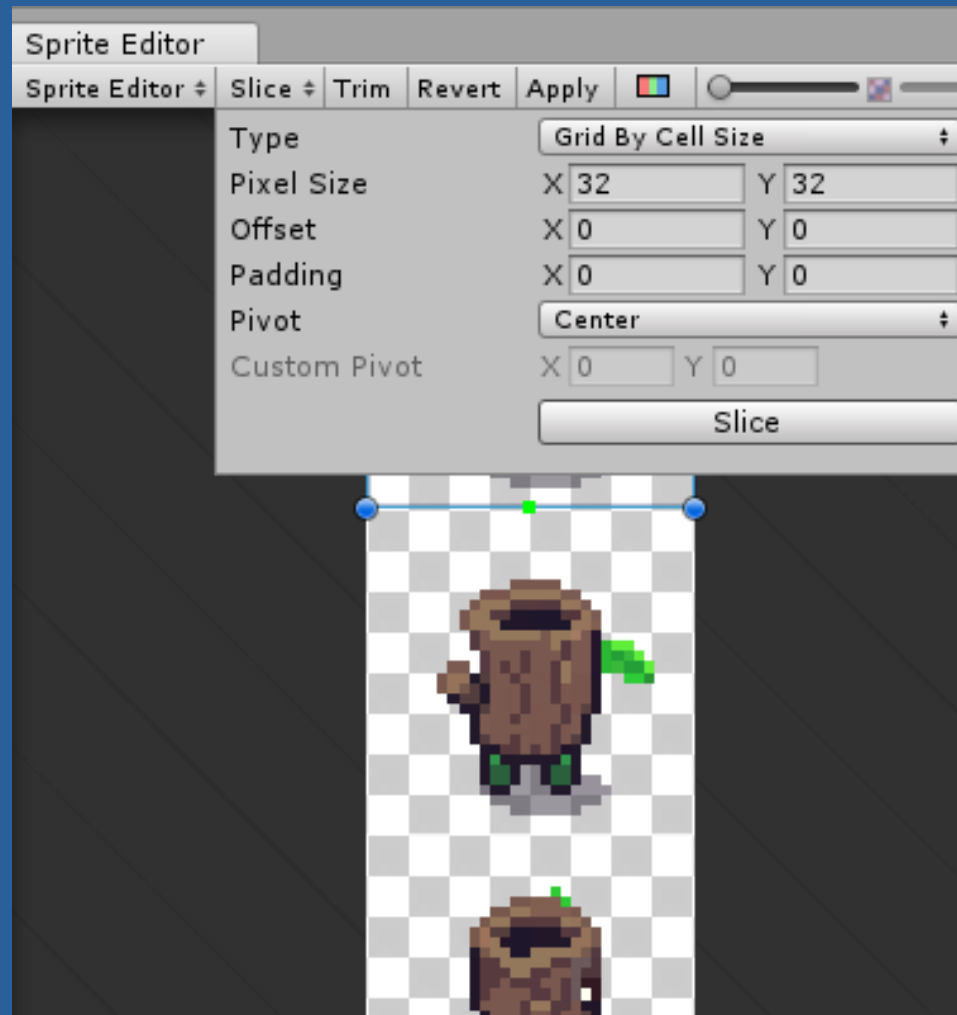 Sprite Editor
Sprite Editor Slice Trim Revert Apply
Type Grid By Cell Size
Pixel Size X 32 Y 32
Offset X 0 Y 0
Padding X 0 Y 0
Pivot Center
Custom Pivot X 0 Y 0
Slice